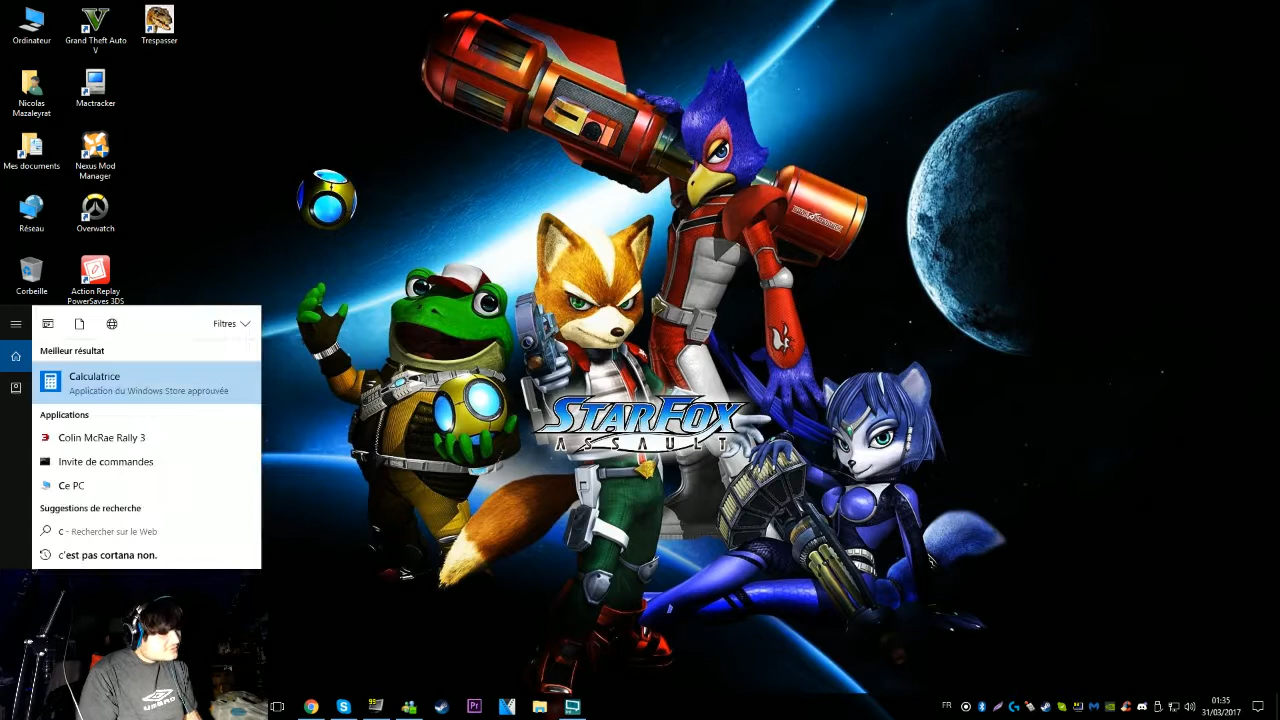 Ordinateur
Grand Theft Auto
V
Trespasser
Nicolas
Mazaleyrat
Mactracker
Mes documents
Nexus Mod
Manager
Réseau
Overwatch
Corbeille
Action Replay
PowerSaves 3DS
Filtres
Meilleur résultat
Calculatrice
Application du Windows Store approuvée
Applications
Colin McRae Rally 3
Invite de commandes
Ce PC
Suggestions de recherche
c - Rechercher sur le Web
c'est pas cortana non.
STARFOX
ASSAULT
Pr
FR
01:35
31/03/2017